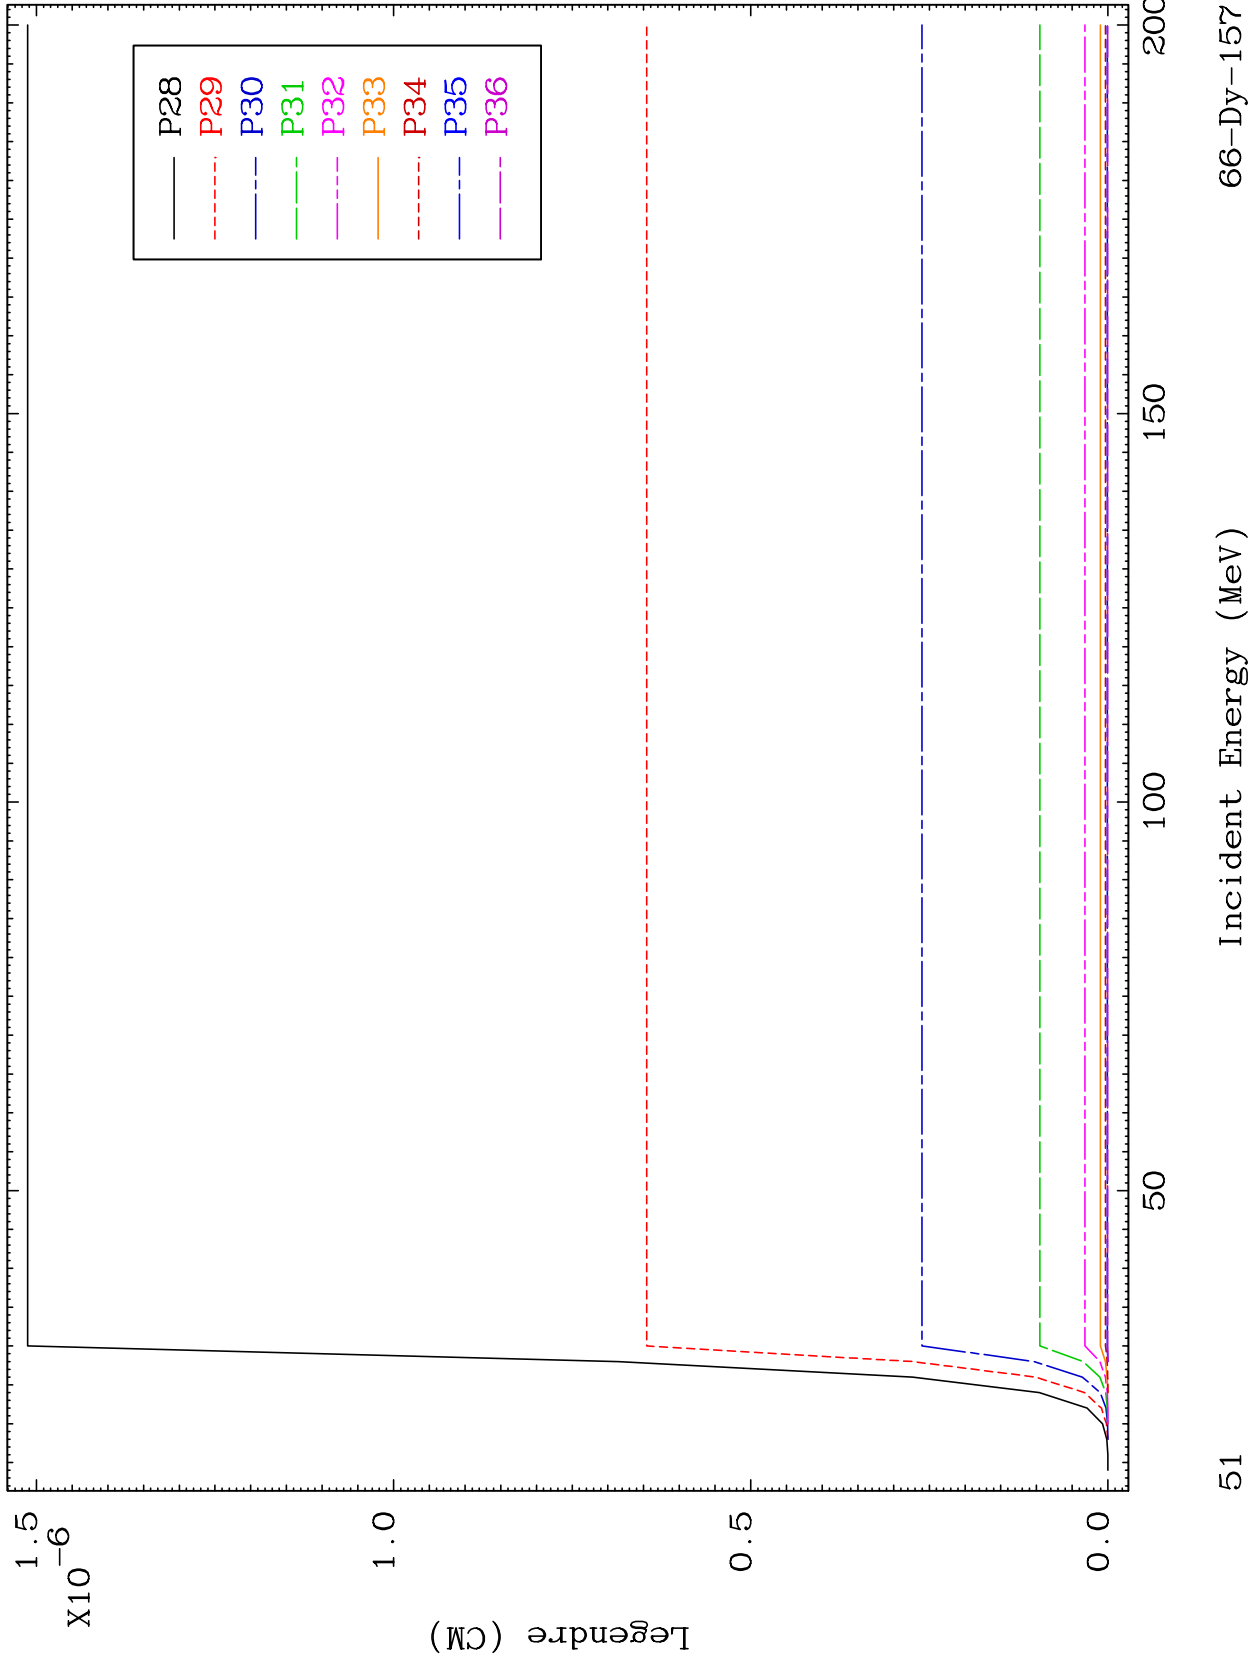 1.5
X10-6
1.0
0.5
0.0
Legendre (CM)
P28
P29
P30
P31
P32
P33
P34
P35
P36
50
100
150
200
51
Incident Energy (MeV)
66-Dy-157